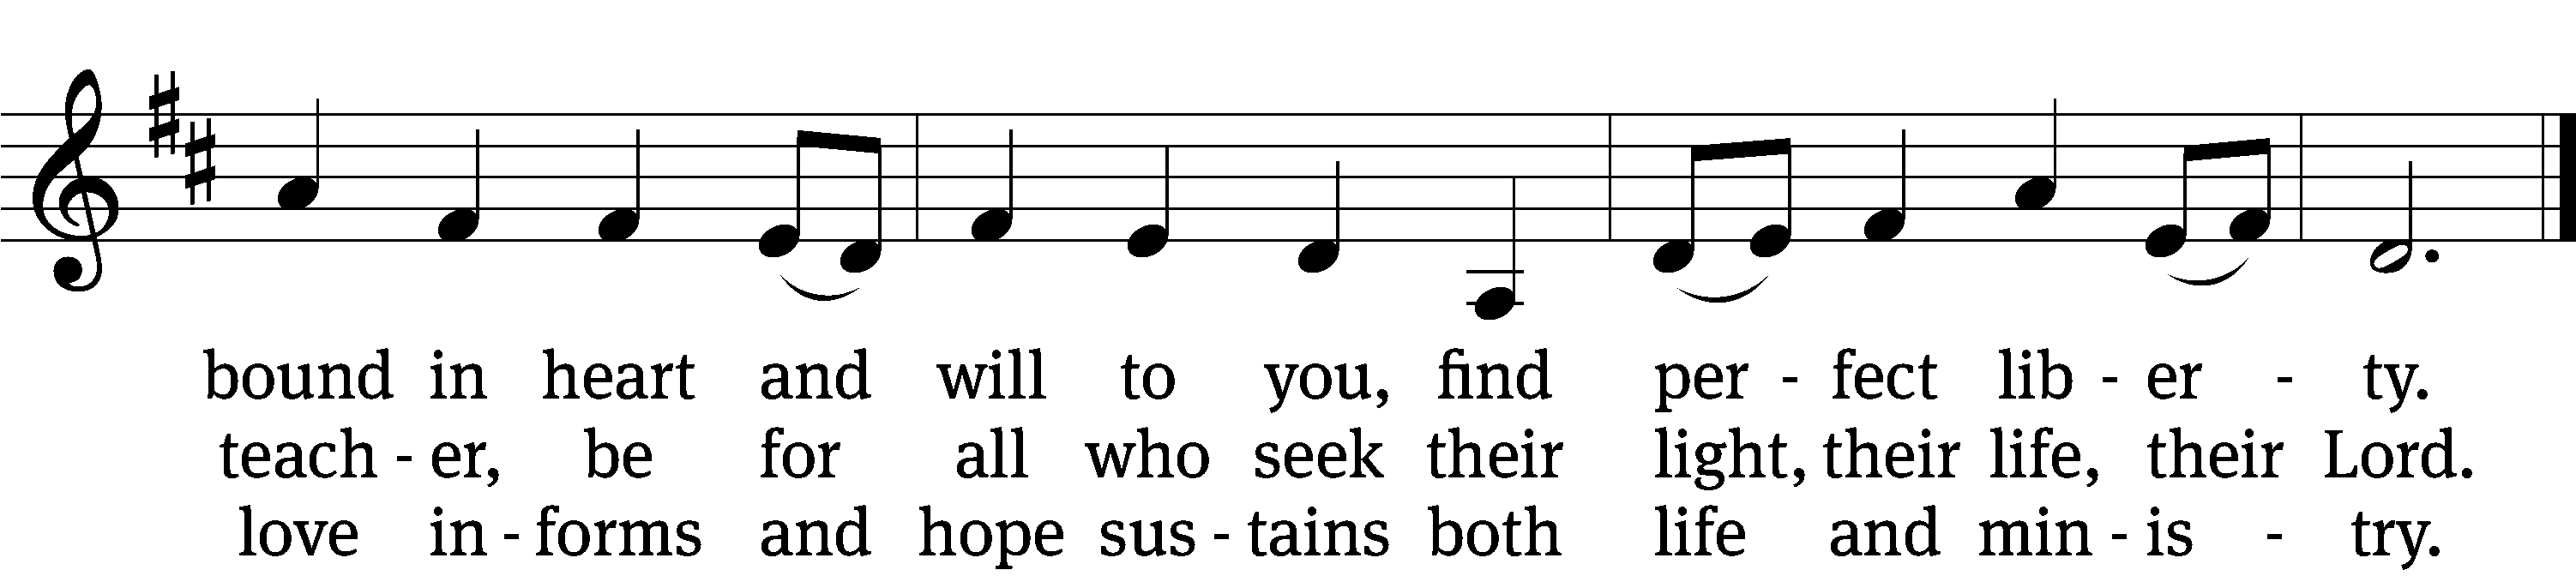 bound in heart and will to you, find per - fect lib - er - ty.
teach - er, be for all who seek their light, their life, their Lord.
love in - forms and hope sus - tains both life and min - is - try.